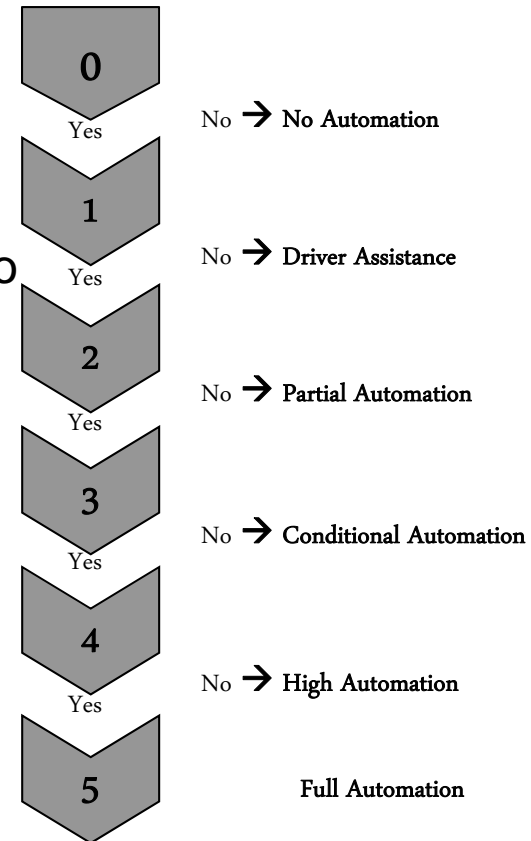 0
No → No Automation
Yes
1
No → Driver Assistance
o
Yes
2
No → Partial Automation
Yes
3
No → Conditional Automation
Yes
4
No → High Automation
Yes
5
Full Automation